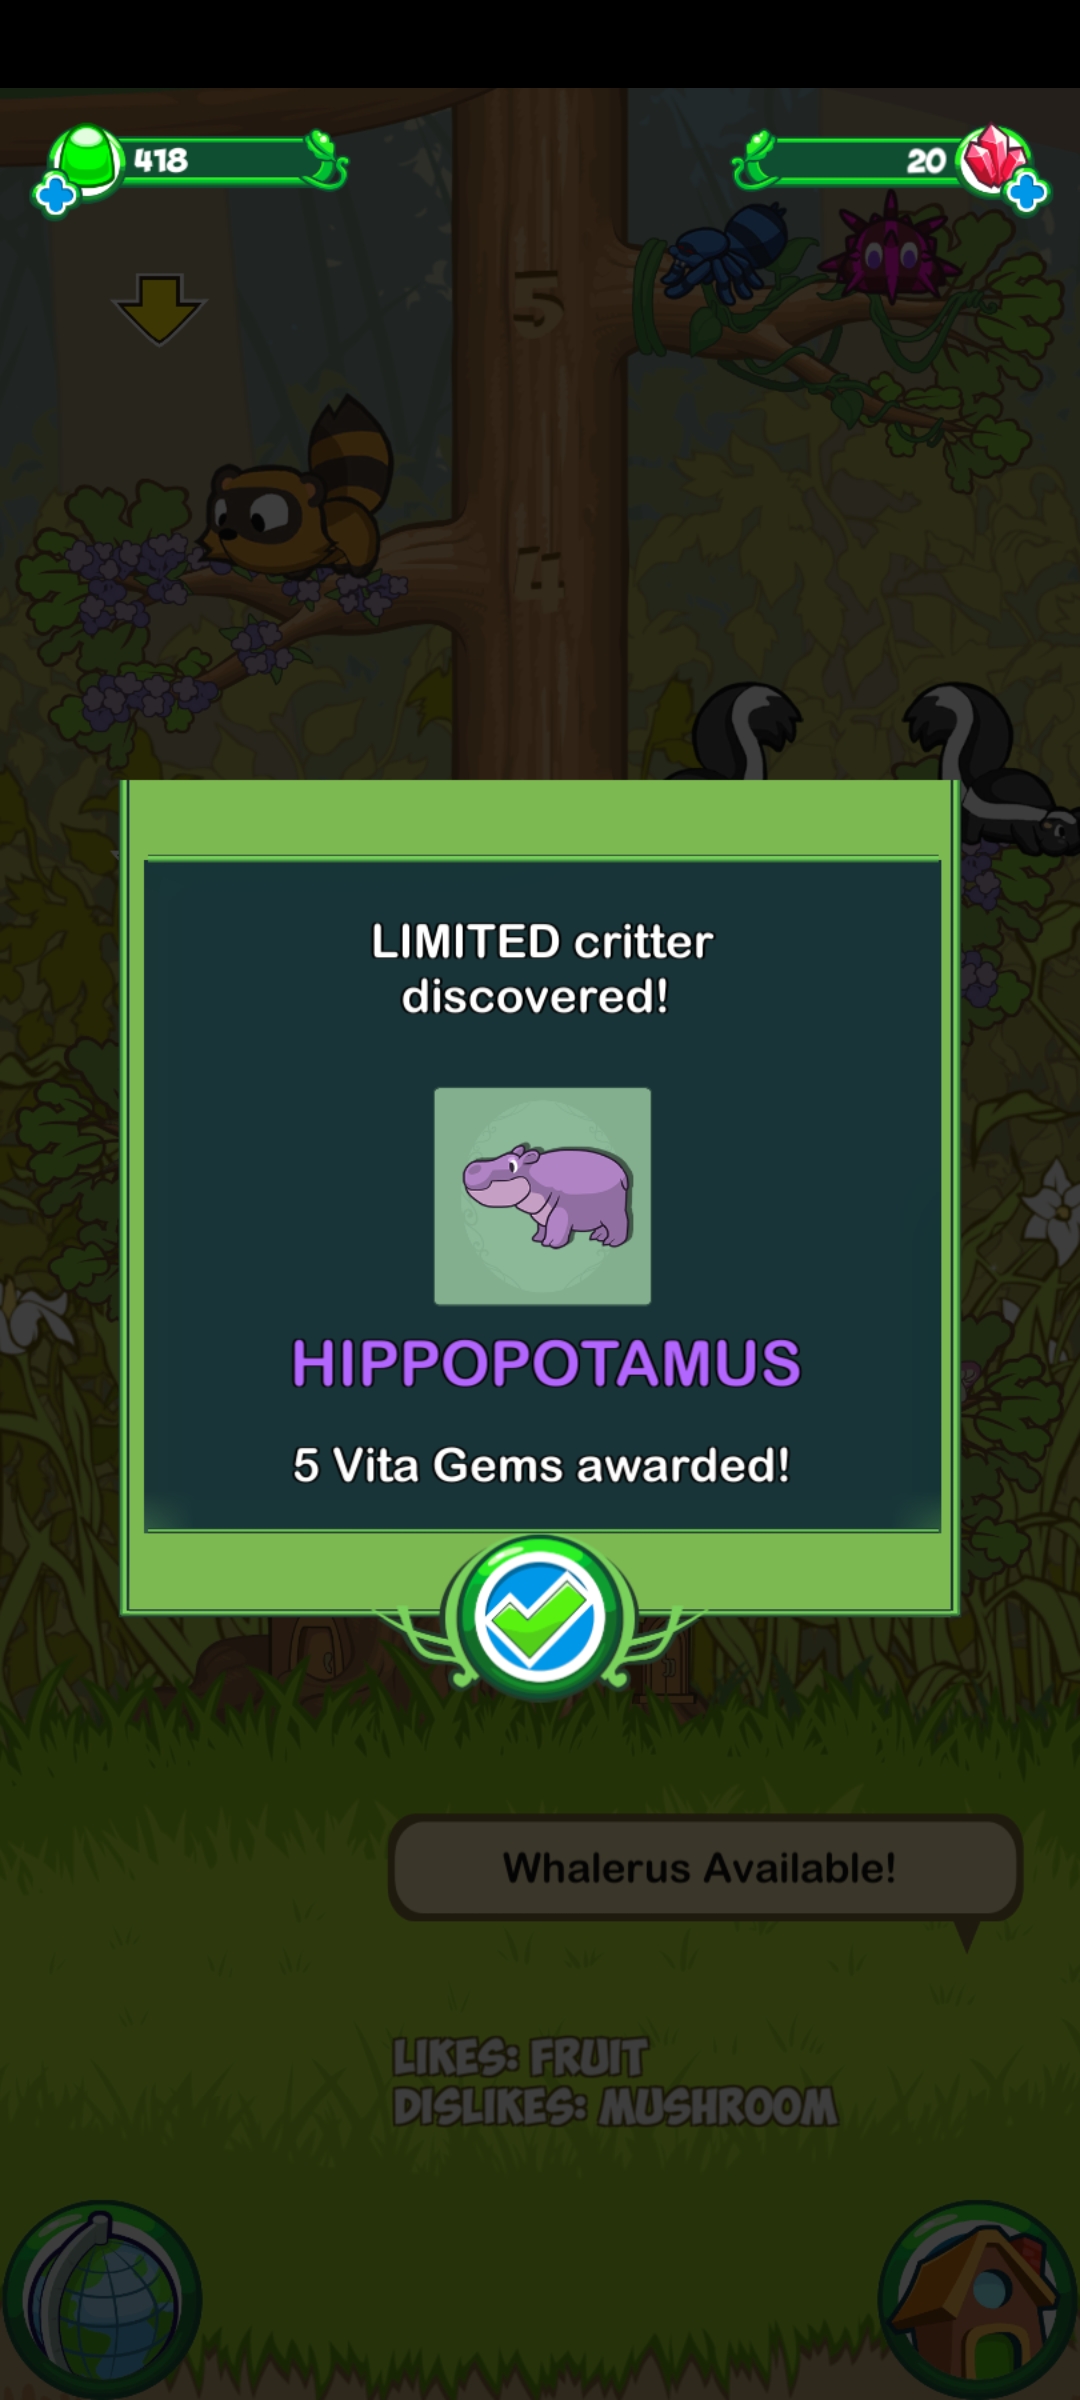 418
20
5
4
LIMITED critter
discovered!
HIPPOPOTAMUS
5 Vita Gems awarded!
Whalerus Available!
LIKES: FRUIT
DISLIKES: MUSHROOM